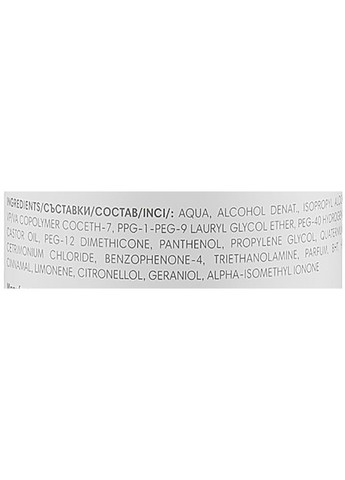 INGREDIENTS/СЪСТАВКИ/СОСТАВ/INCI/: AQUA, ALCOHOL DENAT., ISOPROPYL
VP/VA COPOLYMER COCETH-7, PPG-1-PEG-9 LAURYL GLYCOL ETHER, PEG-40
CASTOR OIL, PEG-12 DIMETHICONE, PANTHENOL, PROPYLENE GLYCOL,
CETRIMONIUM CHLORIDE, BENZOPHENONE-4, TRIETHANOLAMINE, PARFUM,
CINNAMAL, LIMONENE, CITRONELLOL, GERANIOL, ALPHA-ISOMETHYL IONONE